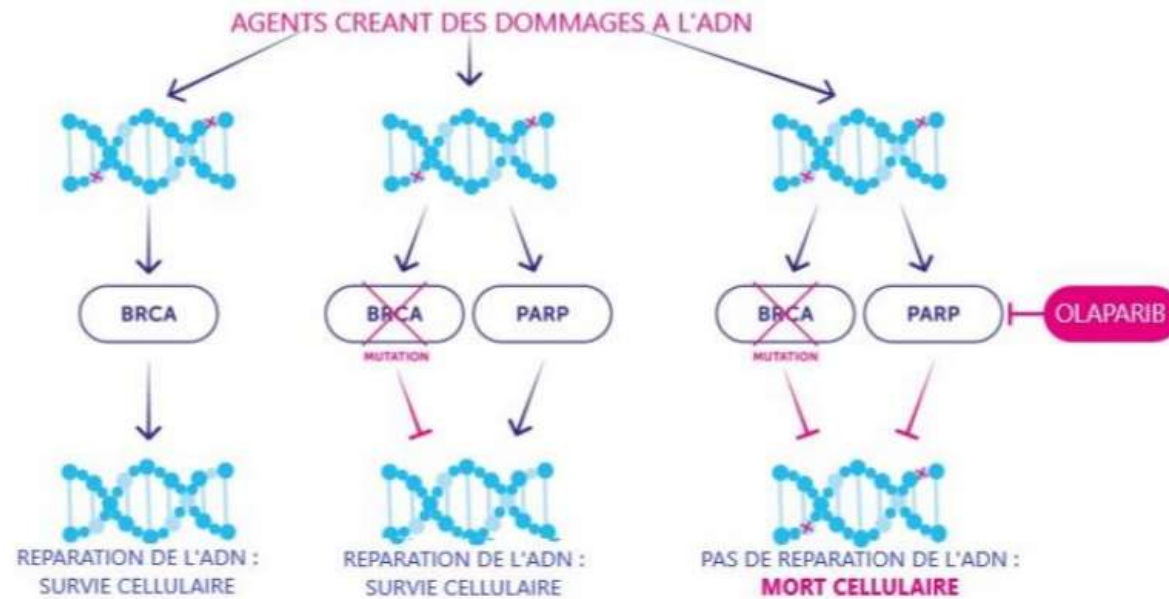 AGENTS CREANT DES DOMMAGES A L'ADN
BRCA
BRCA
MUTATION
PARP
BRCA
MUTATION
PARP
OLAPARIB
REPARATION DE L'ADN :
SURVIE CELLULAIRE
REPARATION DE L'ADN :
SURVIE CELLULAIRE
PAS DE REPARATION DE L'ADN :
MORT CELLULAIRE